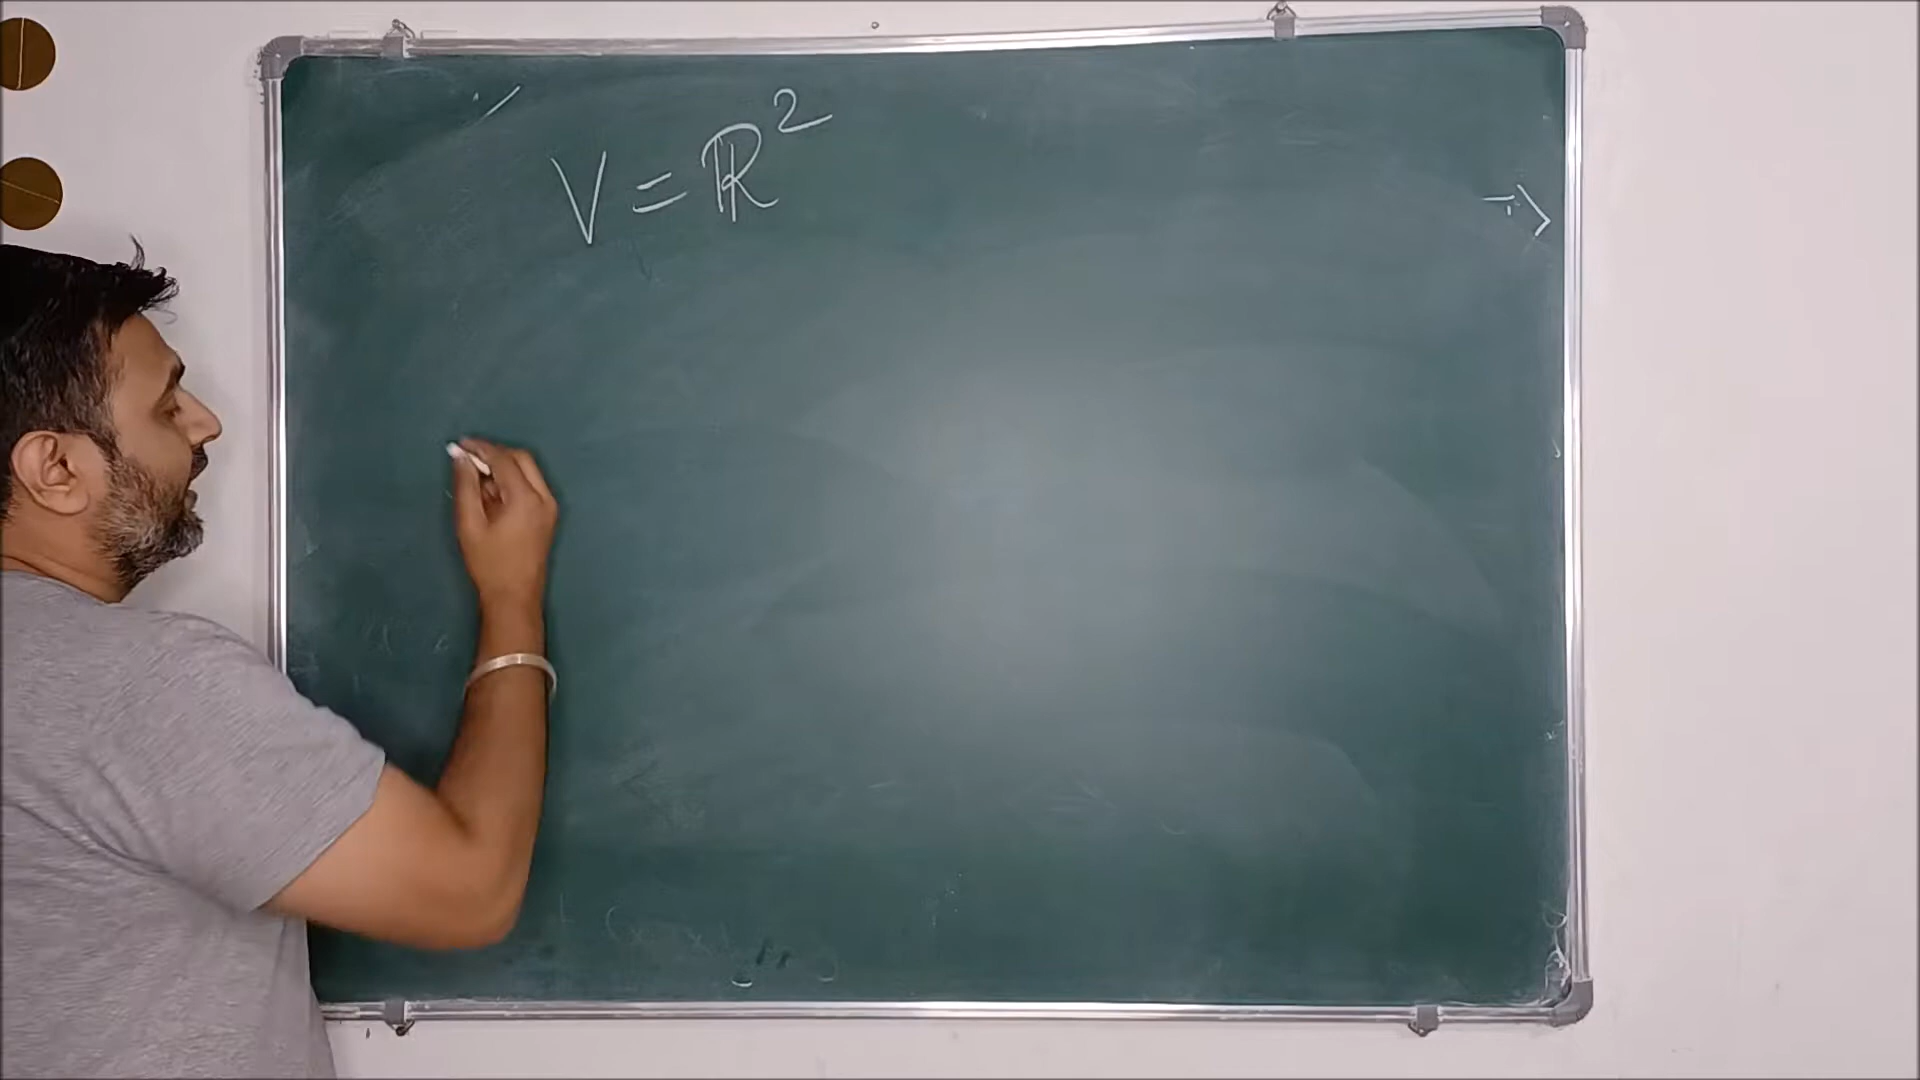 V = ℝ²